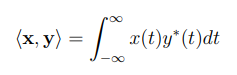 ⟨𝐱, 𝐲⟩ = ∫_{-∞}^{∞} x(t)y*(t)dt